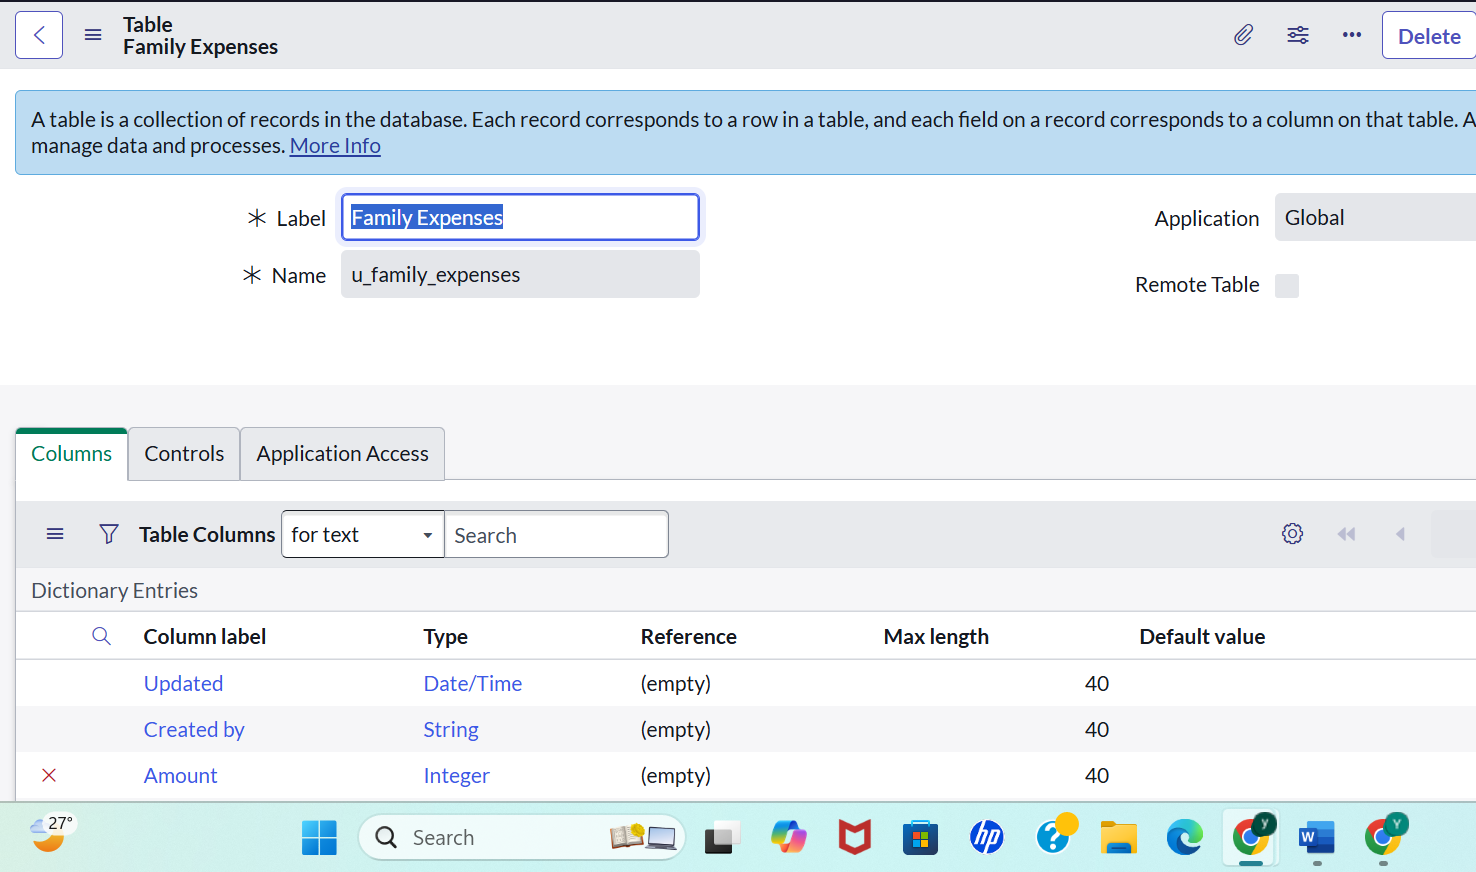 Table
Family Expenses
Delete
A table is a collection of records in the database. Each record corresponds to a row in a table, and each field on a record corresponds to a column on that table. A
manage data and processes. More Info
Label Family Expenses
Application Global
Name u_family_expenses
Remote Table
Columns Controls Application Access
Table Columns for text Search
Dictionary Entries
Column label Type Reference Max length Default value
Updated Date/Time (empty) 40
Created by String (empty) 40
Amount Integer (empty) 40
27° Search hp W y Y